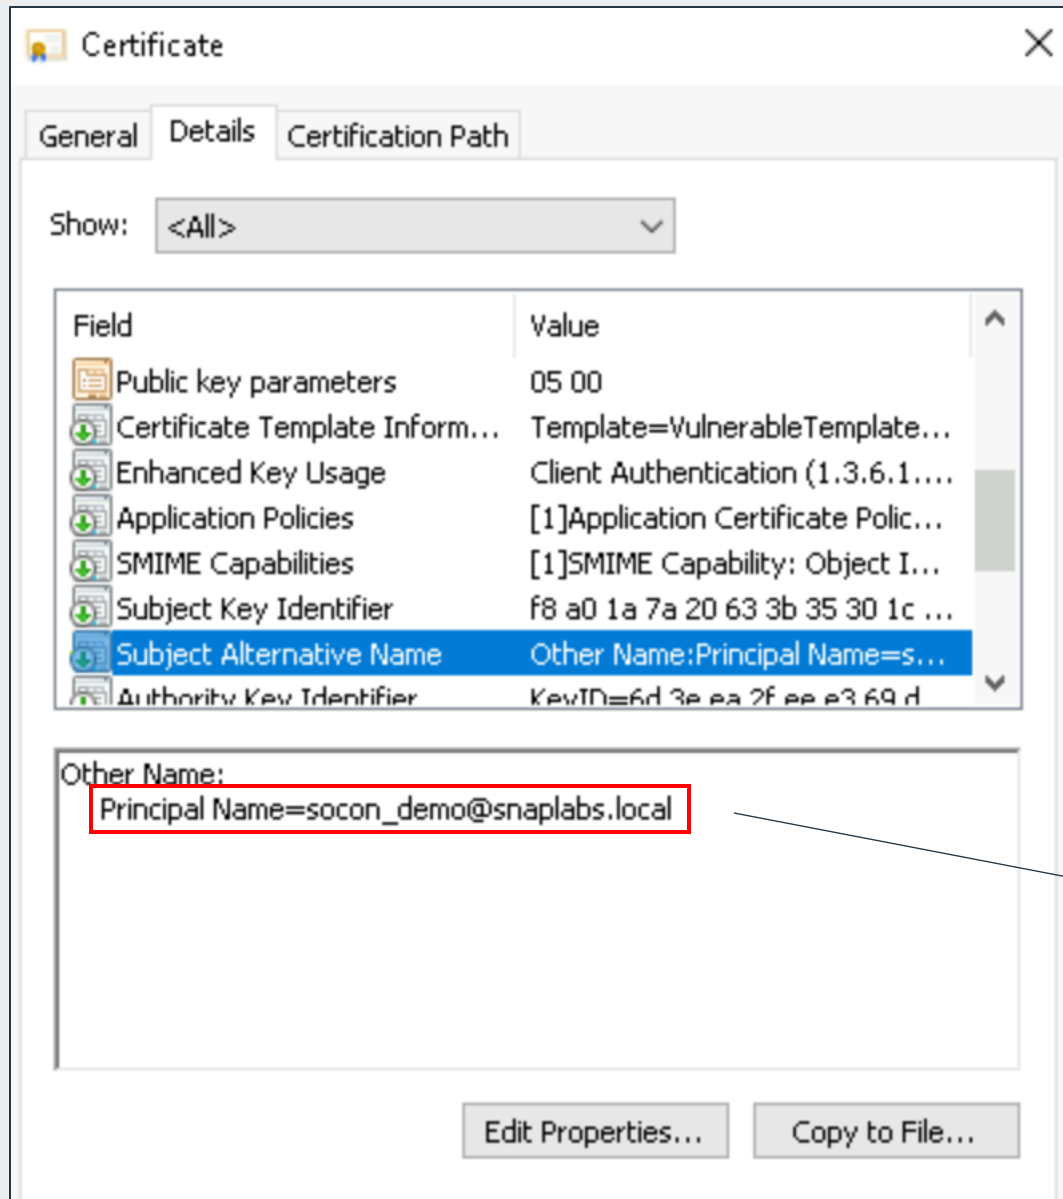 Certificate
General Details Certification Path
Show: <All>
Field Value
Public key parameters 05 00
Certificate Template Inform... Template=VulnerableTemplate...
Enhanced Key Usage Client Authentication (1.3.6.1....
Application Policies [1]Application Certificate Polic...
SMIME Capabilities [1]SMIME Capability: Object I...
Subject Key Identifier f8 a0 1a 7a 20 63 3b 35 30 1c ...
Subject Alternative Name Other Name:Principal Name=s...
Authority Key Identifier KeyID=6d 3e ea 2f ee e3 69 d
Other Name:
Principal Name=socon_demo@snaplabs.local
Edit Properties... Copy to File...